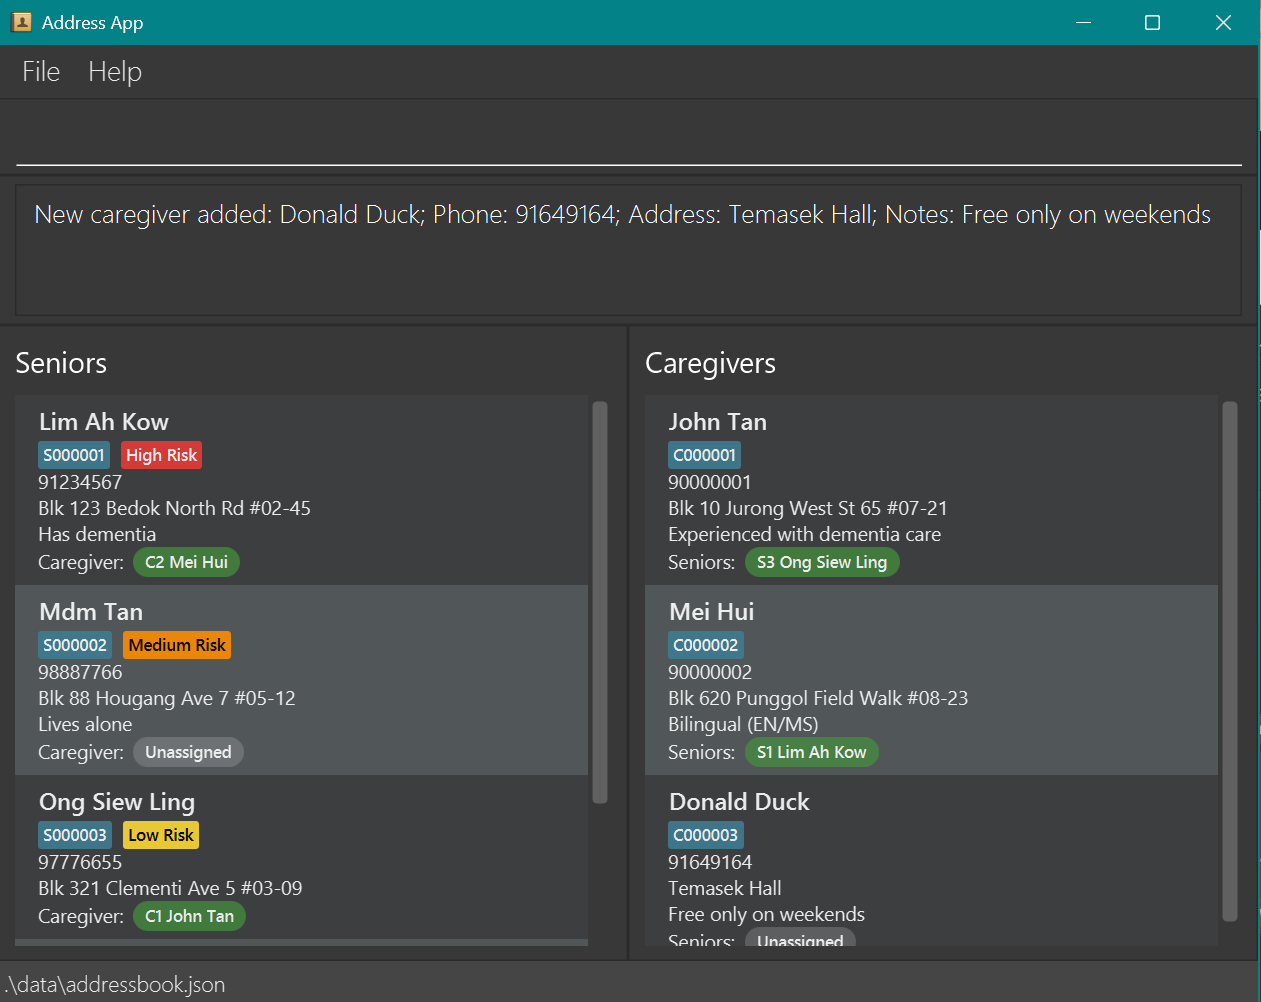 Address App
File Help
New caregiver added: Donald Duck; Phone: 91649164; Address: Temasek Hall; Notes: Free only on weekends
Seniors
Lim Ah Kow
S000001 High Risk
91234567
Blk 123 Bedok North Rd #02-45
Has dementia
Caregiver: C2 Mei Hui
Mdm Tan
S000002 Medium Risk
98887766
Blk 88 Hougang Ave 7 #05-12
Lives alone
Caregiver: Unassigned
Ong Siew Ling
S000003 Low Risk
97776655
Blk 321 Clementi Ave 5 #03-09
Caregiver: C1 John Tan
Caregivers
John Tan
C000001
90000001
Blk 10 Jurong West St 65 #07-21
Experienced with dementia care
Seniors: S3 Ong Siew Ling
Mei Hui
C000002
90000002
Blk 620 Punggol Field Walk #08-23
Bilingual (EN/MS)
Seniors: S1 Lim Ah Kow
Donald Duck
C000003
91649164
Temasek Hall
Free only on weekends
Seniors: Unassigned
.\data\addressbook.json